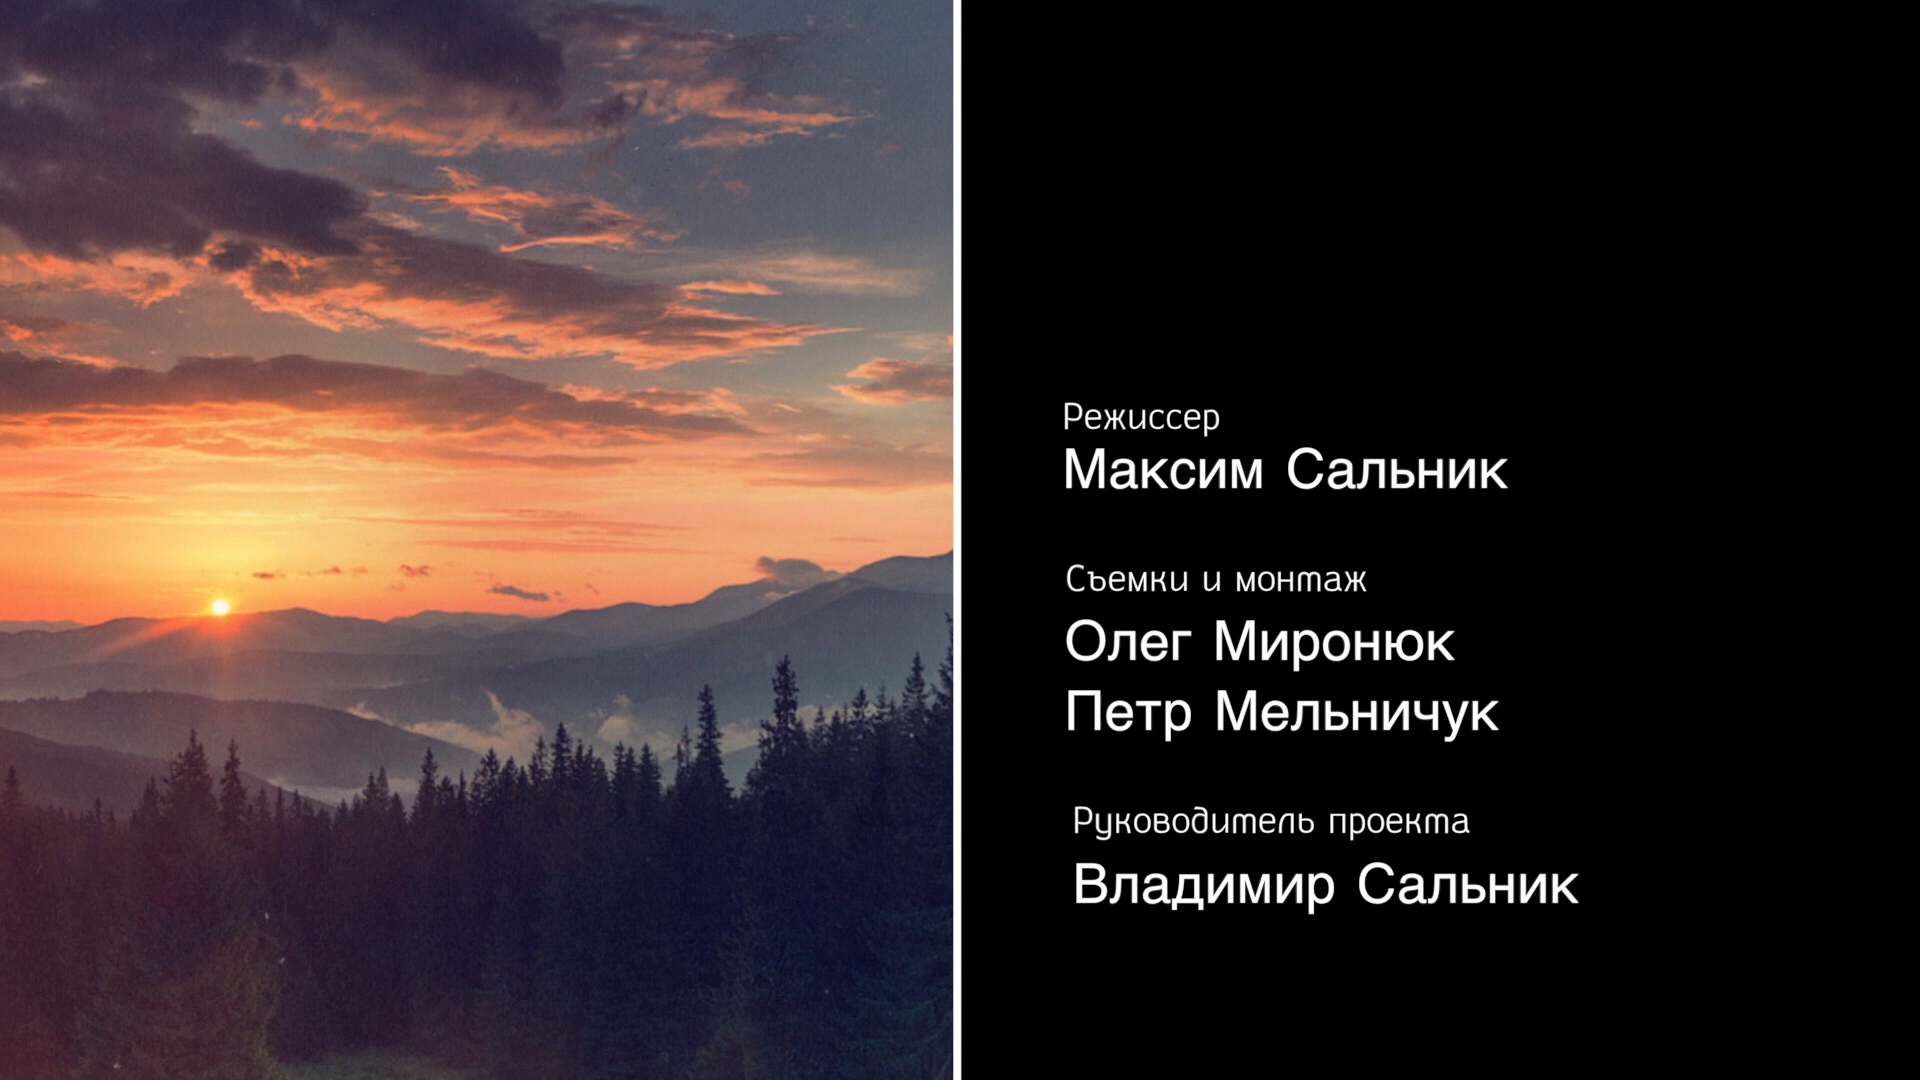 Режиссер
Максим Сальник
Съемки и монтаж
Олег Миронюк
Петр Мельничук
Руководитель проекта
Владимир Сальник